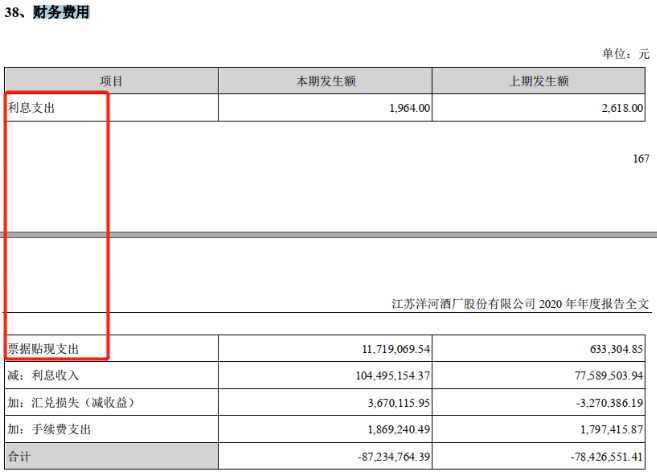 38、财务费用
单位：元
项目 本期发生额 上期发生额
利息支出 1,964.00 2,618.00
167
江苏洋河酒厂股份有限公司 2020 年年度报告全文
票据贴现支出 11,719,069.54 633,304.85
减：利息收入 104,495,154.37 77,589,503.94
加：汇兑损失（减收益） 3,670,115.95 -3,270,386.19
加：手续费支出 1,869,240.49 1,797,415.87
合计 -87,234,764.39 -78,426,551.41